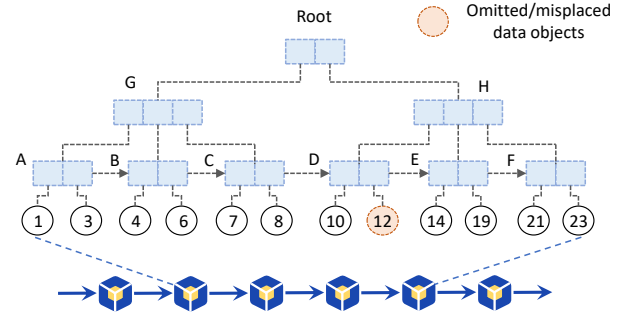 Root
Omitted/misplaced
data objects
G
H
A
B
C
D
E
F
1
3
4
6
7
8
10
12
14
19
21
23